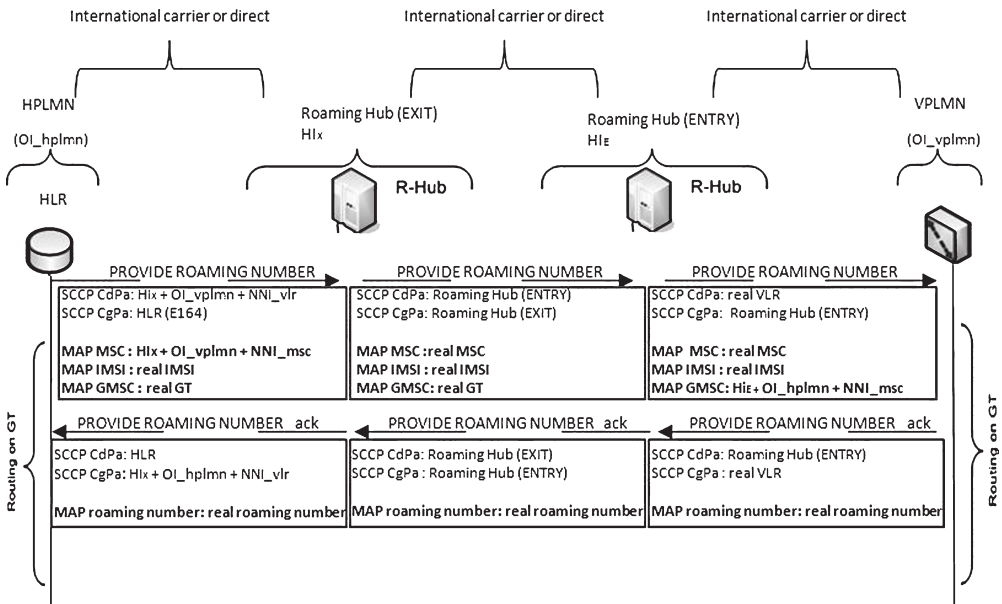 International carrier or direct
International carrier or direct
International carrier or direct
HPLMN
(OI_hplmn)
HLR
Roaming Hub (EXIT)
HIx
R-Hub
Roaming Hub (ENTRY)
HIE
R-Hub
VPLMN
(OI_vplmn)
PROVIDE ROAMING NUMBER
PROVIDE ROAMING NUMBER
PROVIDE ROAMING NUMBER
SCCP CdPa: HIx + OI_vplmn + NNI_vlr
SCCP CgPa: HLR (E164)
MAP MSC : HIx + OI_vplmn + NNI_msc
MAP IMSI: real IMSI
MAP GMSC: real GT
SCCP CdPa: Roaming Hub (ENTRY)
SCCP CgPa: Roaming Hub (EXIT)
MAP MSC :real MSC
MAP IMSI: real IMSI
MAP GMSC: real GT
SCCP CdPa: real VLR
SCCP CgPa: Roaming Hub (ENTRY)
MAP MSC : real MSC
MAP IMSI: real IMSI
MAP GMSC: HIE + OI_hplmn + NNI_msc
PROVIDE ROAMING NUMBER ack
PROVIDE ROAMING NUMBER ack
PROVIDE ROAMING NUMBER ack
SCCP CdPa: HLR
SCCP CgPa: HIx + OI_hplmn + NNI_vlr
MAP roaming number: real roaming number
SCCP CdPa: Roaming Hub (EXIT)
SCCP CgPa: Roaming Hub (ENTRY)
MAP roaming number: real roaming number
SCCP CdPa: Roaming Hub (ENTRY)
SCCP CgPa: real VLR
MAP roaming number: real roaming number
Routing on GT
Routing on GT